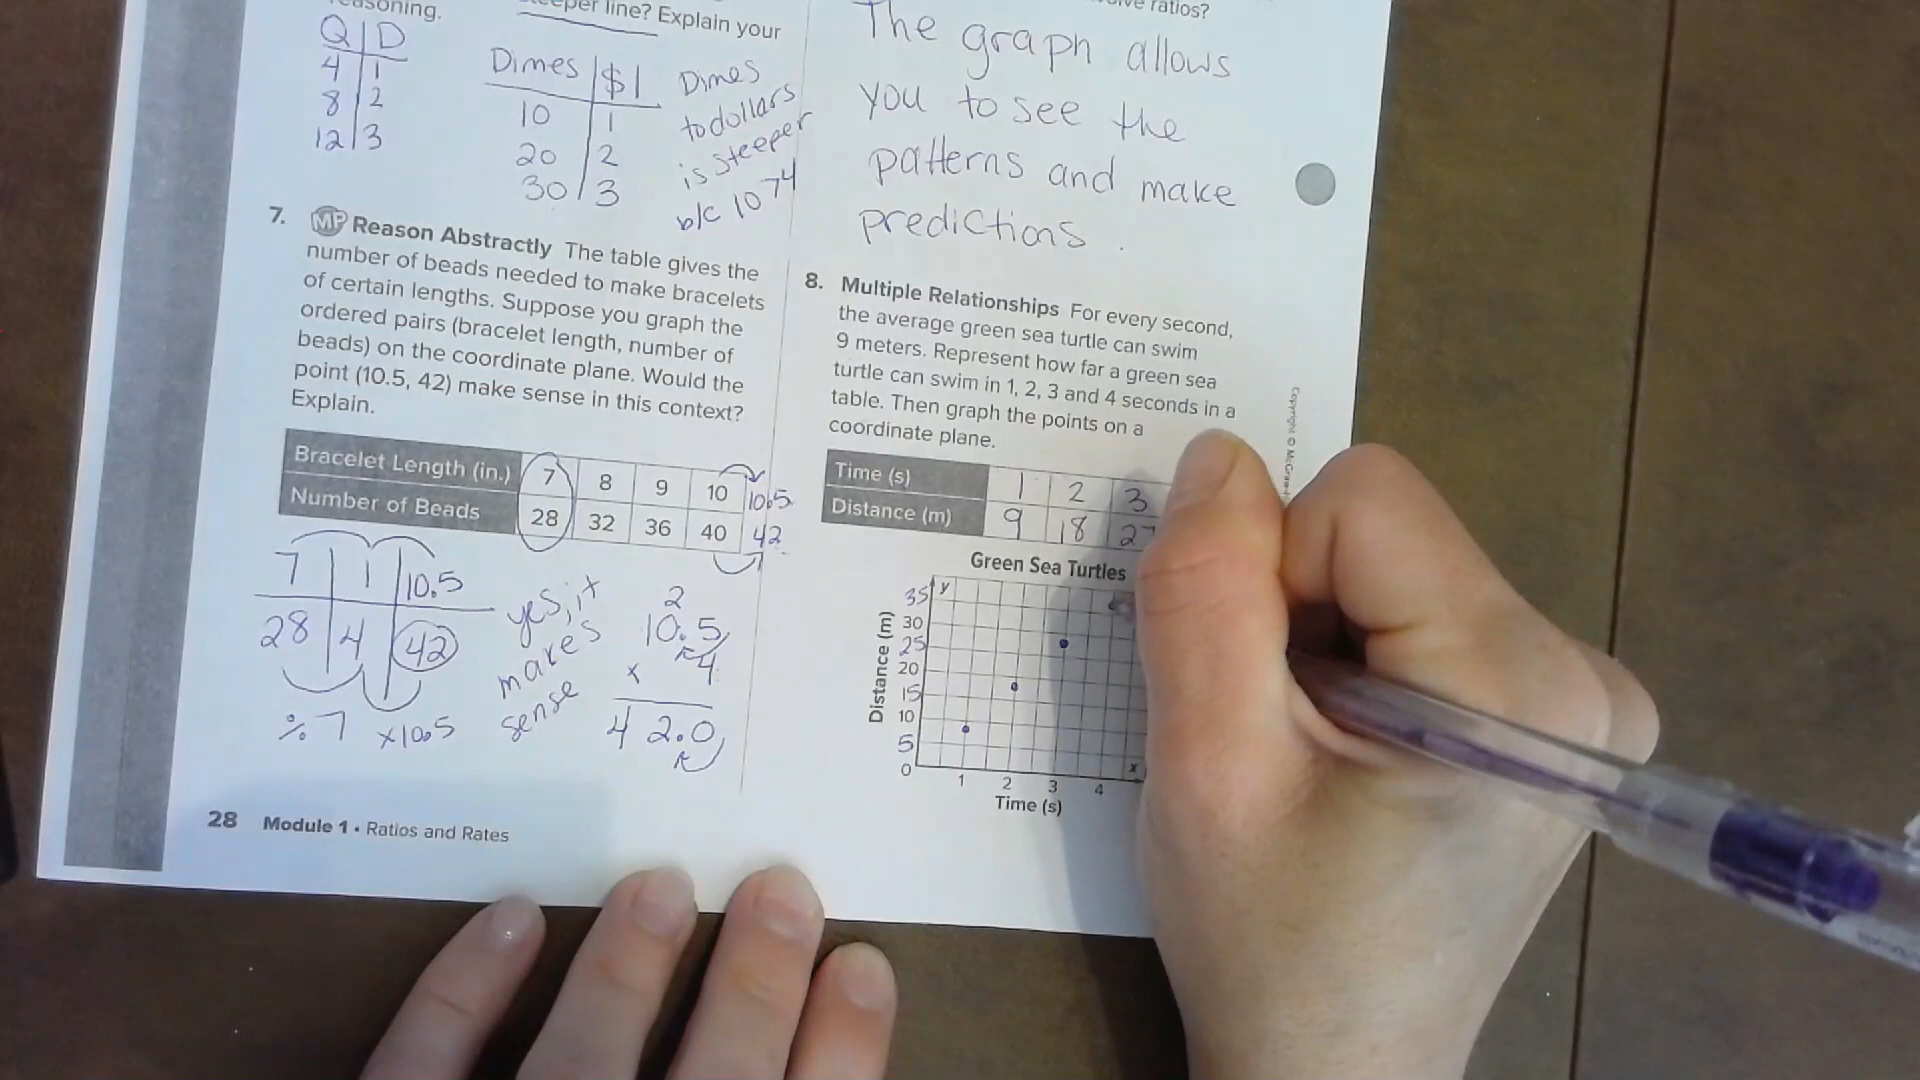 easoning.
eeper line? Explain your
ve ratios?
Q D
4 1
8 2
12 3
Dimes $1
10 1
20 2
30 3
Dimes
to dollars
is steeper
b/c 10 > 4
The graph allows
you to see the
patterns and make
predictions.
7. MP Reason Abstractly The table gives the
number of beads needed to make bracelets
of certain lengths. Suppose you graph the
ordered pairs (bracelet length, number of
beads) on the coordinate plane. Would the
point (10.5, 42) make sense in this context?
Explain.
Bracelet Length (in.) 7 8 9 10 10.5
Number of Beads 28 32 36 40 42
7 1 10.5
28 4 42
÷7 x10.5
yes, it
makes
sense
2
10.5
x 4
42.0
8. Multiple Relationships For every second,
the average green sea turtle can swim
9 meters. Represent how far a green sea
turtle can swim in 1, 2, 3 and 4 seconds in a
table. Then graph the points on a
coordinate plane.
Time (s) 1 2 3
Distance (m) 9 18 27
Green Sea Turtles
Distance (m)
y
35
30
25
20
15
10
5
0
1 2 3 4 x
Time (s)
28 Module 1 • Ratios and Rates
Copyright © McGraw-